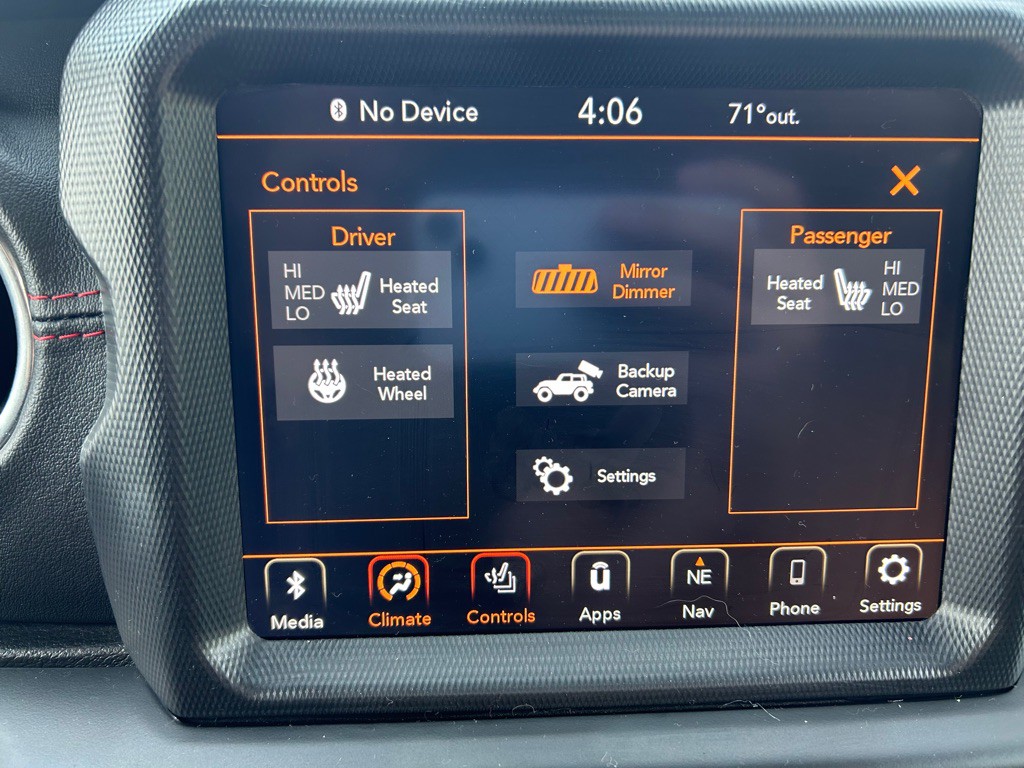 No Device 4:06 71°out.
Controls
Driver
HI
MED
LO
Heated
Seat
Heated
Wheel
Mirror
Dimmer
Backup
Camera
Settings
Passenger
Heated
Seat
HI
MED
LO
Media
Climate
Controls
Apps
NE
Nav
Phone
Settings